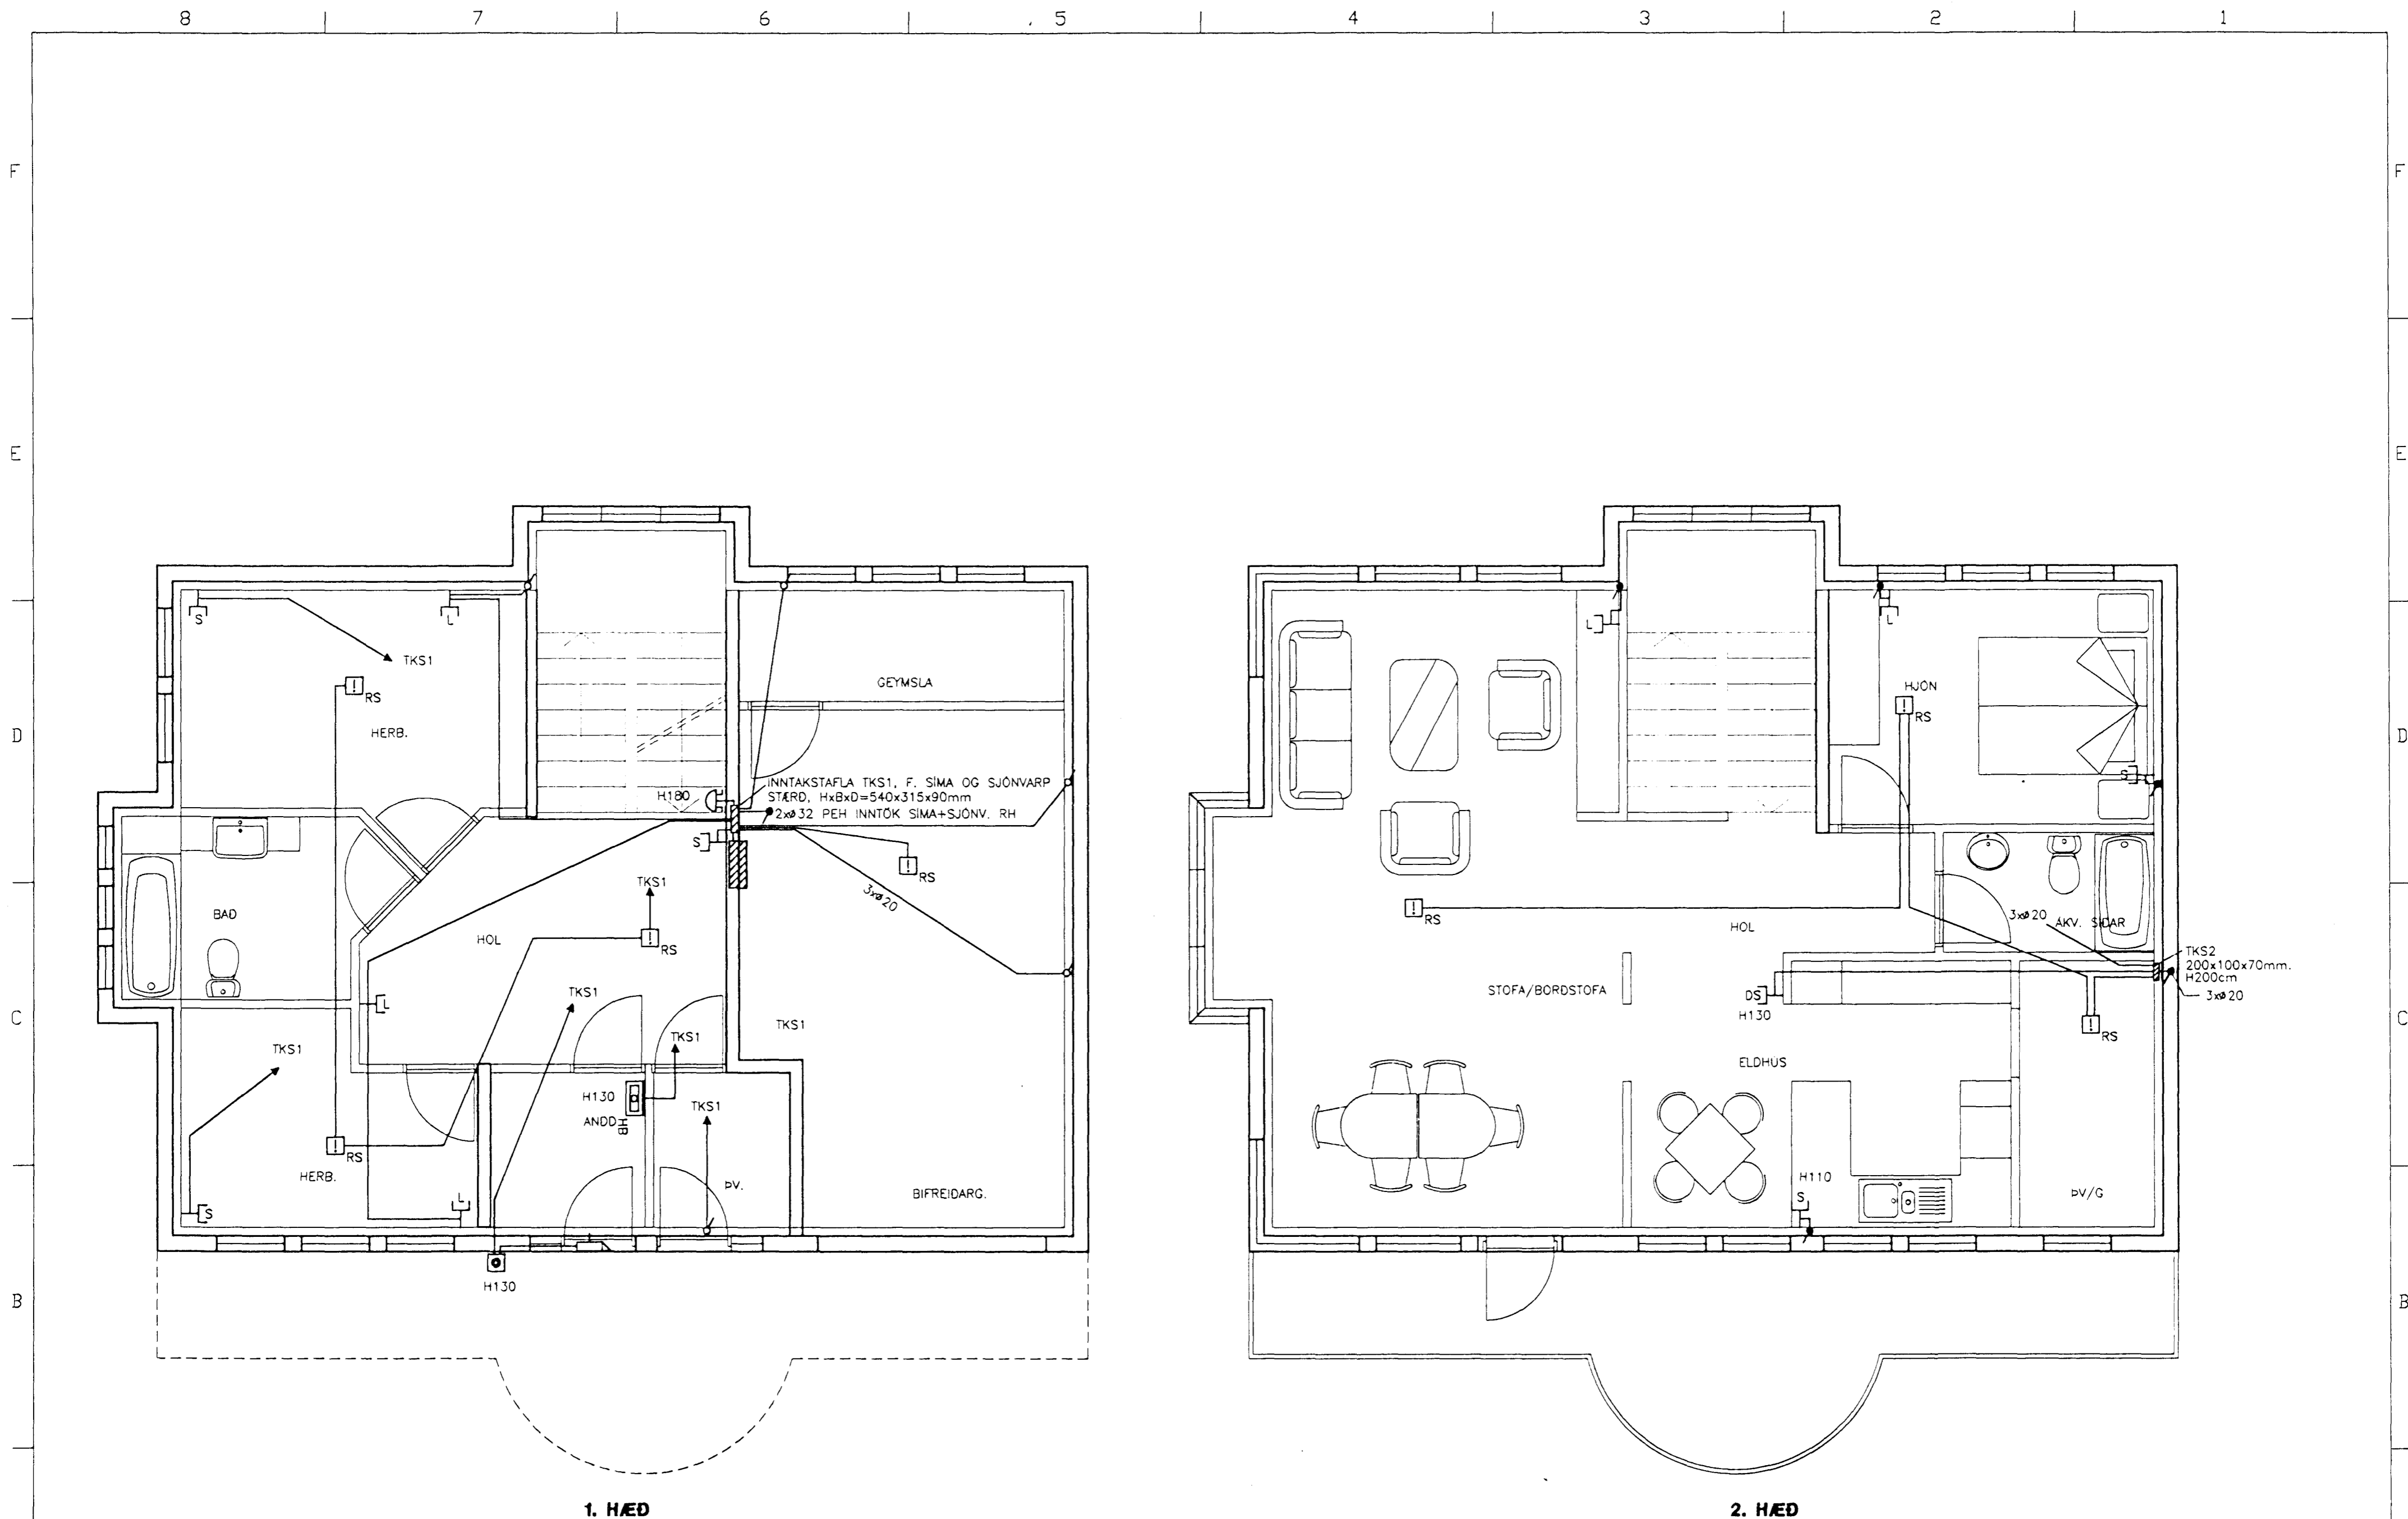 8 7 6 5 4 3 2 1
F F
E E
D D
C C
B B
S
L
TKS1
RS
HERB.
GEYMSLA
INNTAKSTAFLA TKS1, F. SÍMA OG SJÓNVARP
STÆRÐ, HxBxD=540x315x90mm
2xø32 PEH INNTÖK SÍMA+SJÓNV. RH
H180
S
RS
3xø20
TKS1
BAÐ
HOL
RS
L
TKS1
TKS1
TKS1
TKS1
H130
ANDD
HB
TKS1
RS
HERB.
S
L
ÞV.
BIFREIÐARG.
H130
1. HÆÐ
L
L
HJÓN
RS
S
RS
HOL
3xø20
ÁKV. SÍÐAR
TKS2
200x100x70mm.
H200cm
3xø20
STOFA/BORÐSTOFA
DS
H130
RS
ELDHÚS
H110
S
ÞV/G
2. HÆÐ